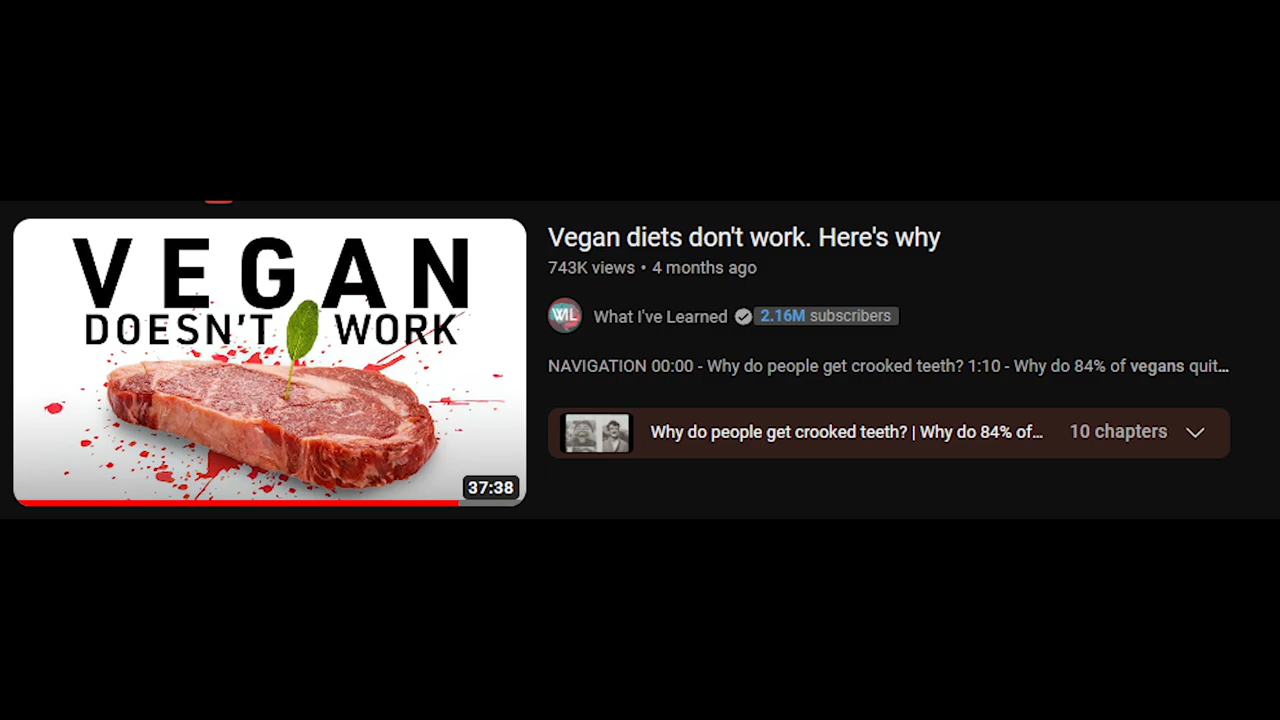 VEGAN
DOESN'T WORK
37:38
Vegan diets don't work. Here's why
743K views • 4 months ago
WIL
What I've Learned 2.16M subscribers
NAVIGATION 00:00 - Why do people get crooked teeth? 1:10 - Why do 84% of vegans quit...
Why do people get crooked teeth? | Why do 84% of... 10 chapters